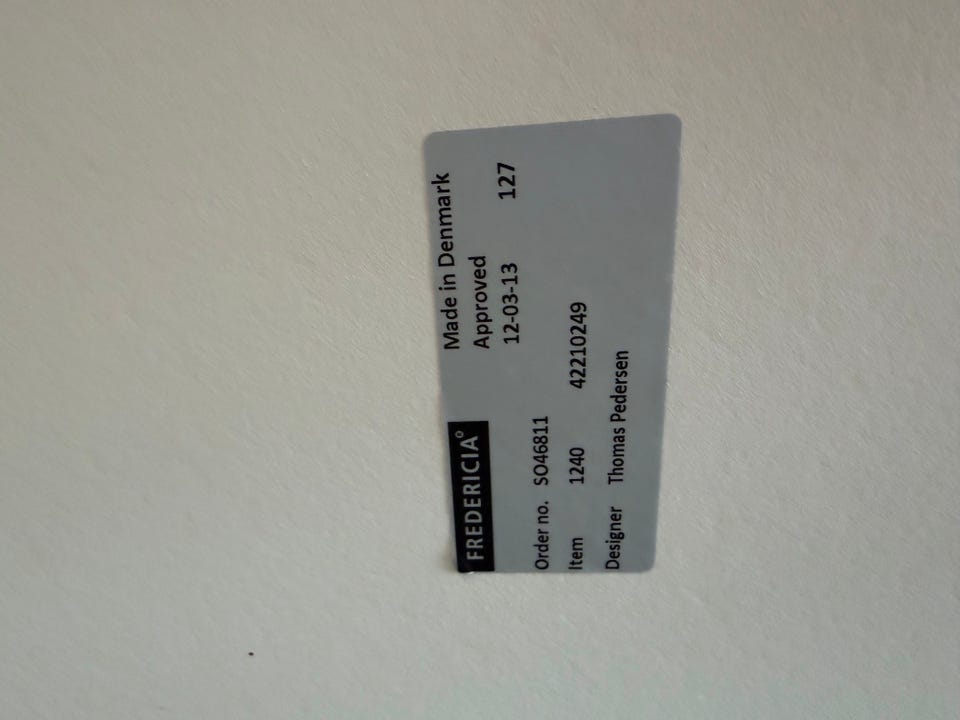 FREDERICIA° Made in Denmark
Approved
12-03-13 127
Order no. SO46811
Item 1240 42210249
Designer Thomas Pedersen